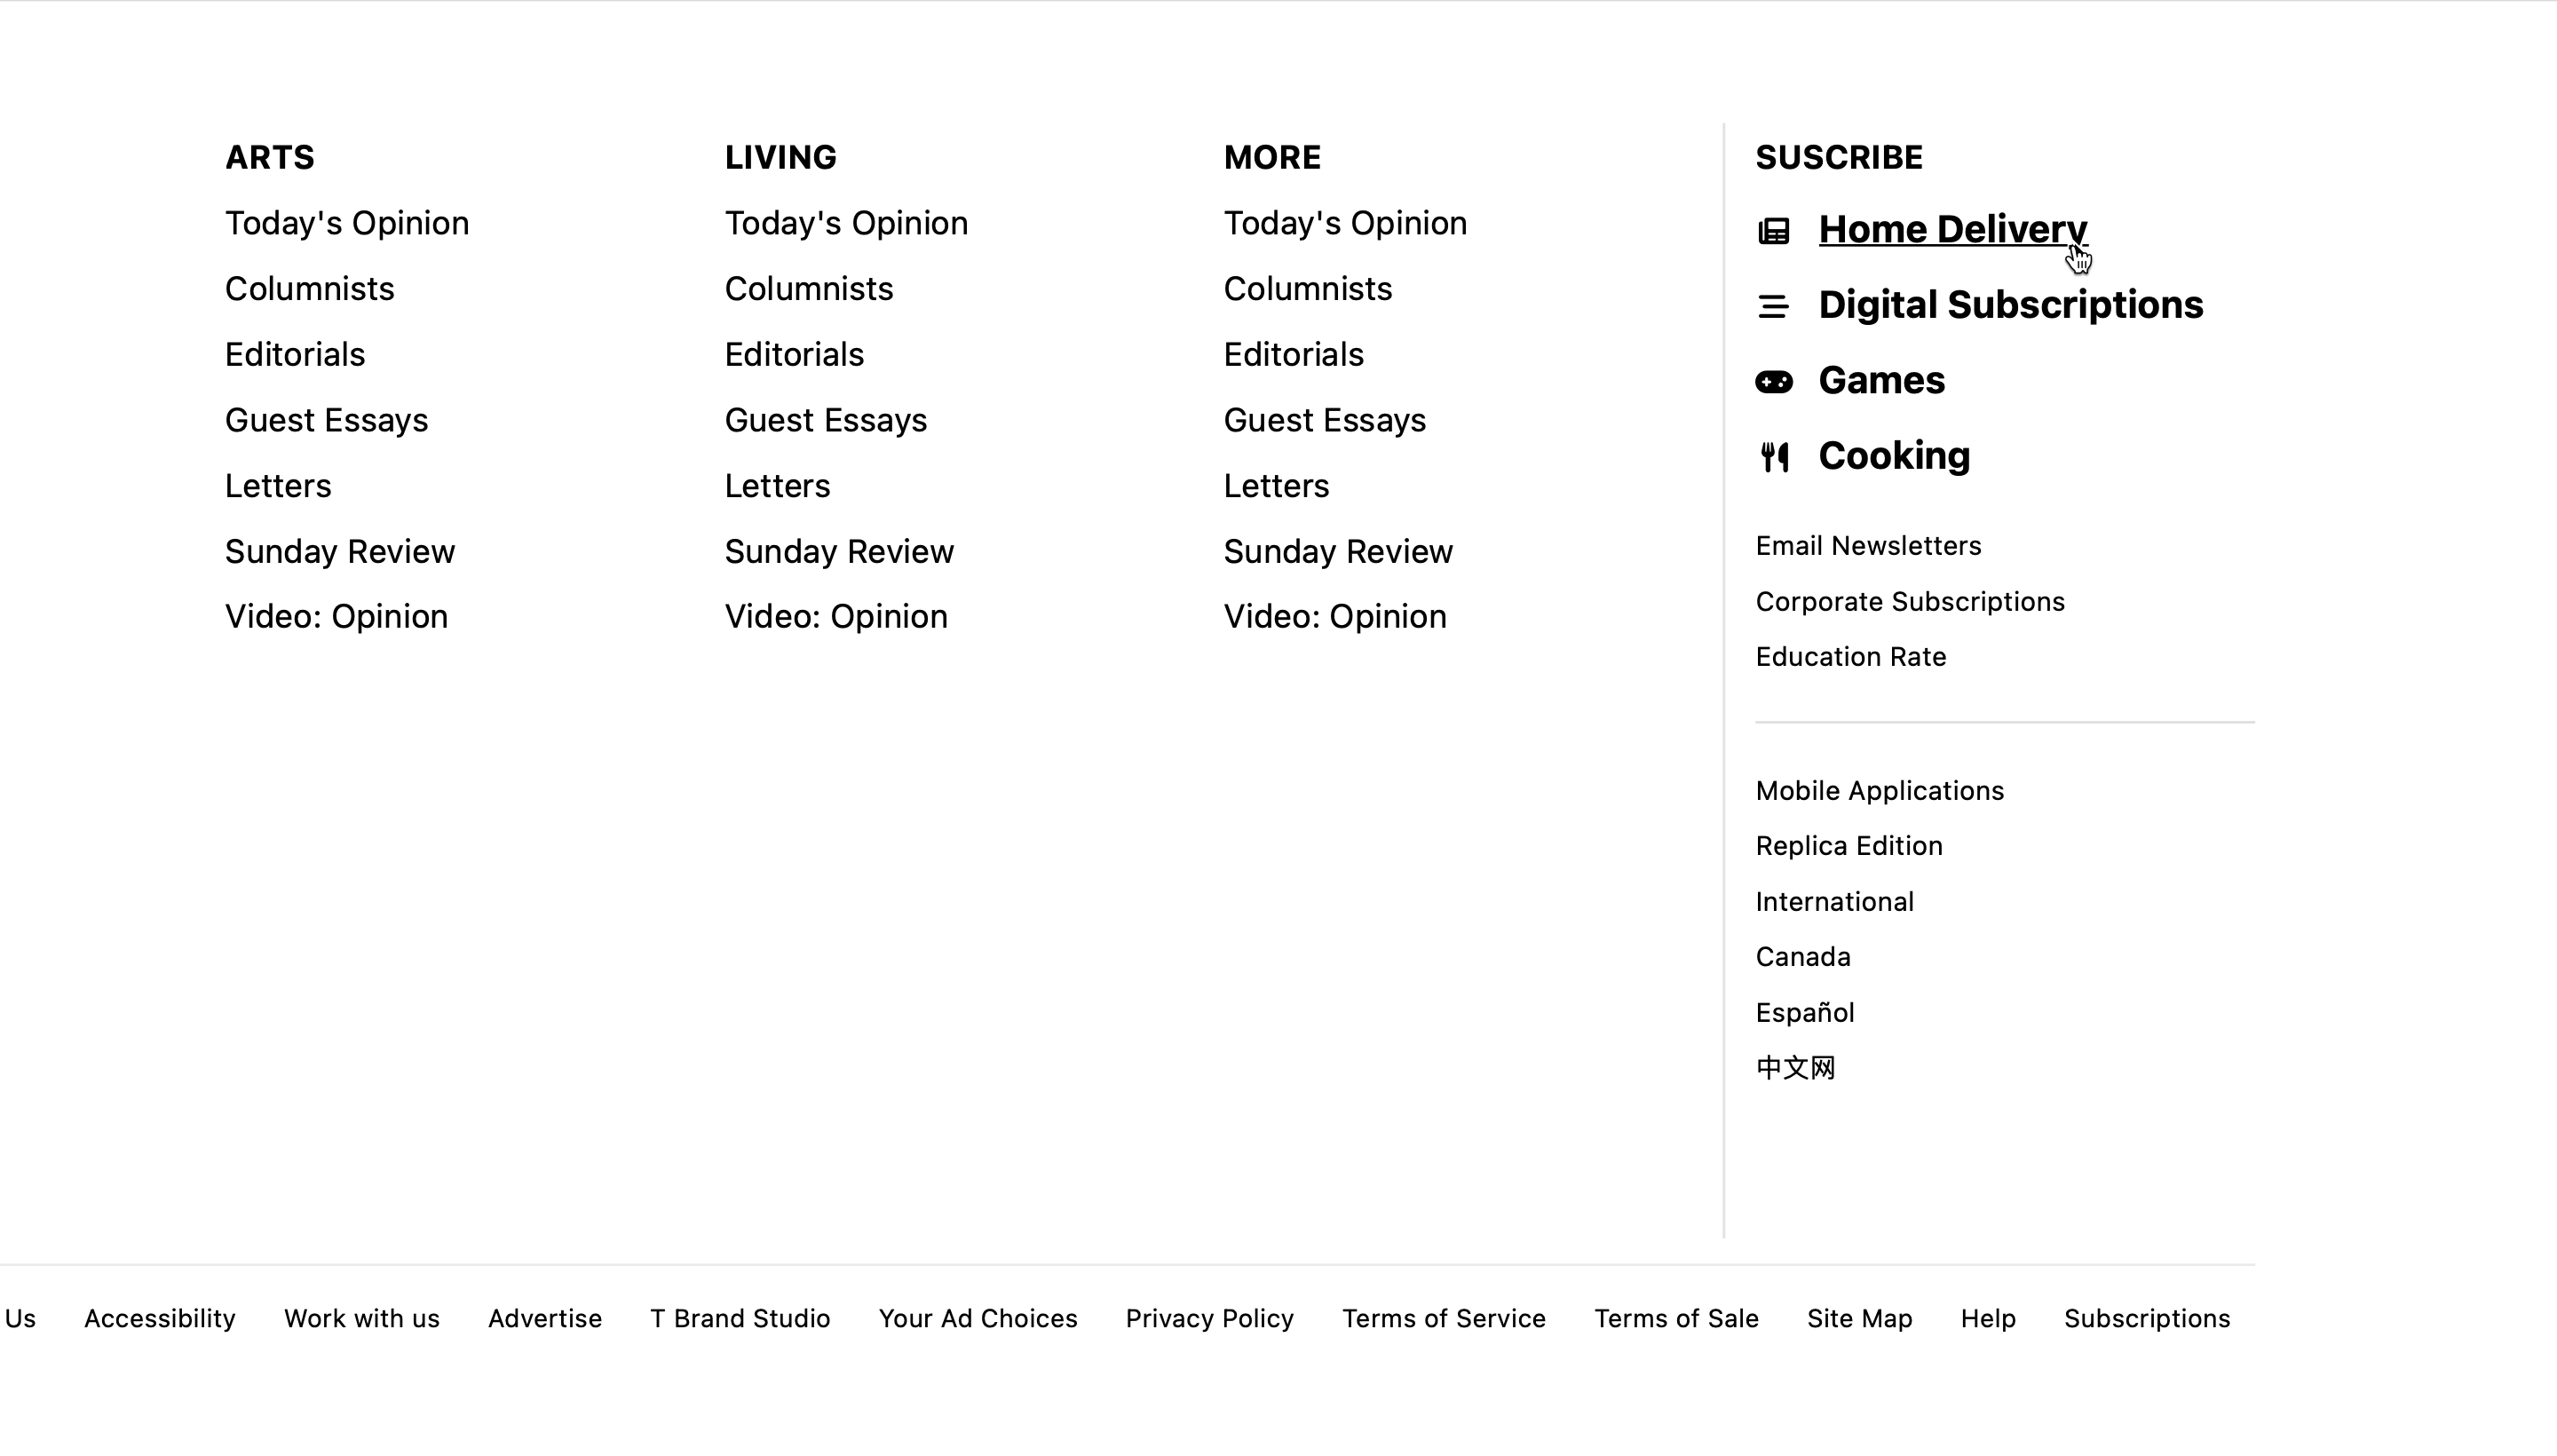 ARTS
Today's Opinion
Columnists
Editorials
Guest Essays
Letters
Sunday Review
Video: Opinion
LIVING
Today's Opinion
Columnists
Editorials
Guest Essays
Letters
Sunday Review
Video: Opinion
MORE
Today's Opinion
Columnists
Editorials
Guest Essays
Letters
Sunday Review
Video: Opinion
SUSCRIBE
Home Delivery
Digital Subscriptions
Games
Cooking
Email Newsletters
Corporate Subscriptions
Education Rate
Mobile Applications
Replica Edition
International
Canada
Español
中文网
Us Accessibility Work with us Advertise T Brand Studio Your Ad Choices Privacy Policy Terms of Service Terms of Sale Site Map Help Subscriptions